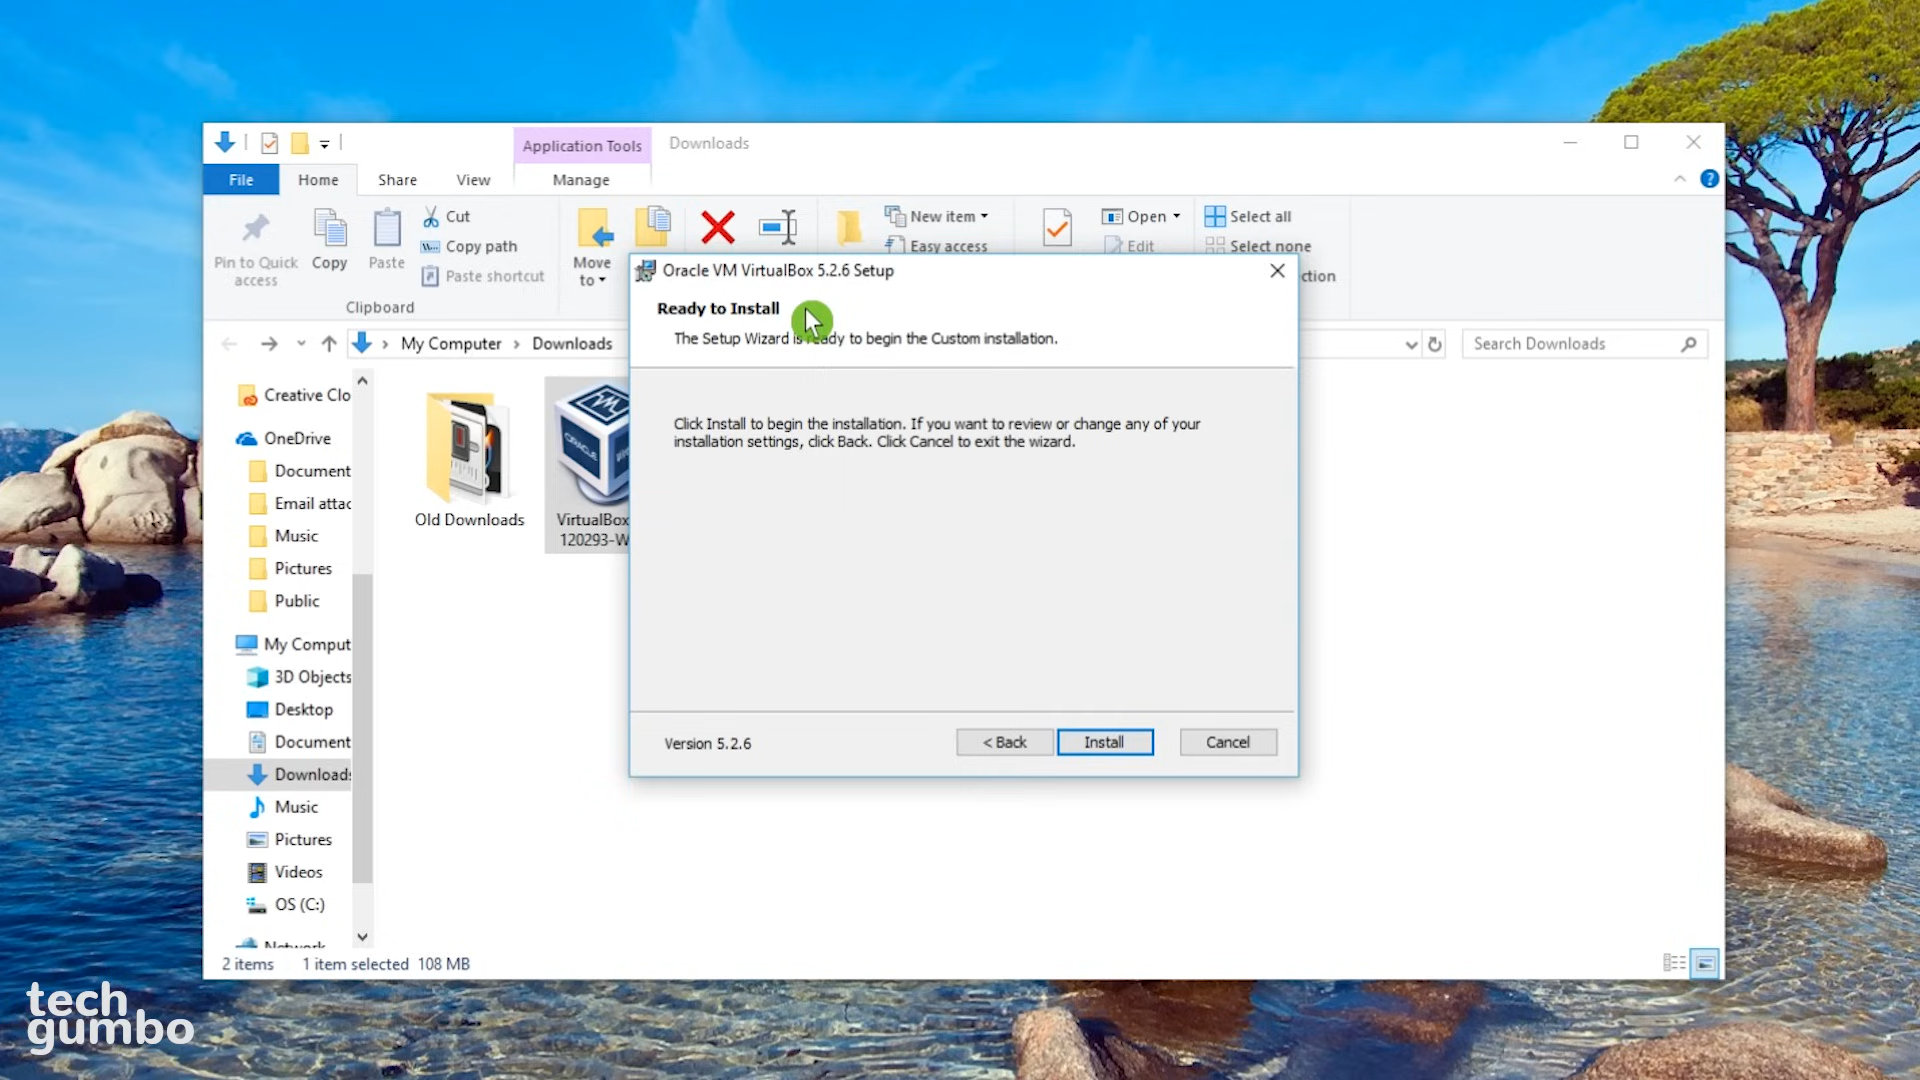 Application Tools
Downloads
File
Home
Share
View
Manage
Pin to Quick
access
Copy
Paste
Cut
Copy path
Paste shortcut
Clipboard
Move
to
New item
Easy access
Open
Edit
Select all
Select none
My Computer
Downloads
Search Downloads
Creative Clo
OneDrive
Document
Email attac
Music
Pictures
Public
My Comput
3D Objects
Desktop
Document
Downloads
Music
Pictures
Videos
OS (C:)
Network
Old Downloads
ORACLE
VirtualBox
120293-W
2 items 1 item selected 108 MB
Oracle VM VirtualBox 5.2.6 Setup
Ready to Install
The Setup Wizard is ready to begin the Custom installation.
Click Install to begin the installation. If you want to review or change any of your
installation settings, click Back. Click Cancel to exit the wizard.
Version 5.2.6
< Back
Install
Cancel
tech
gumbo